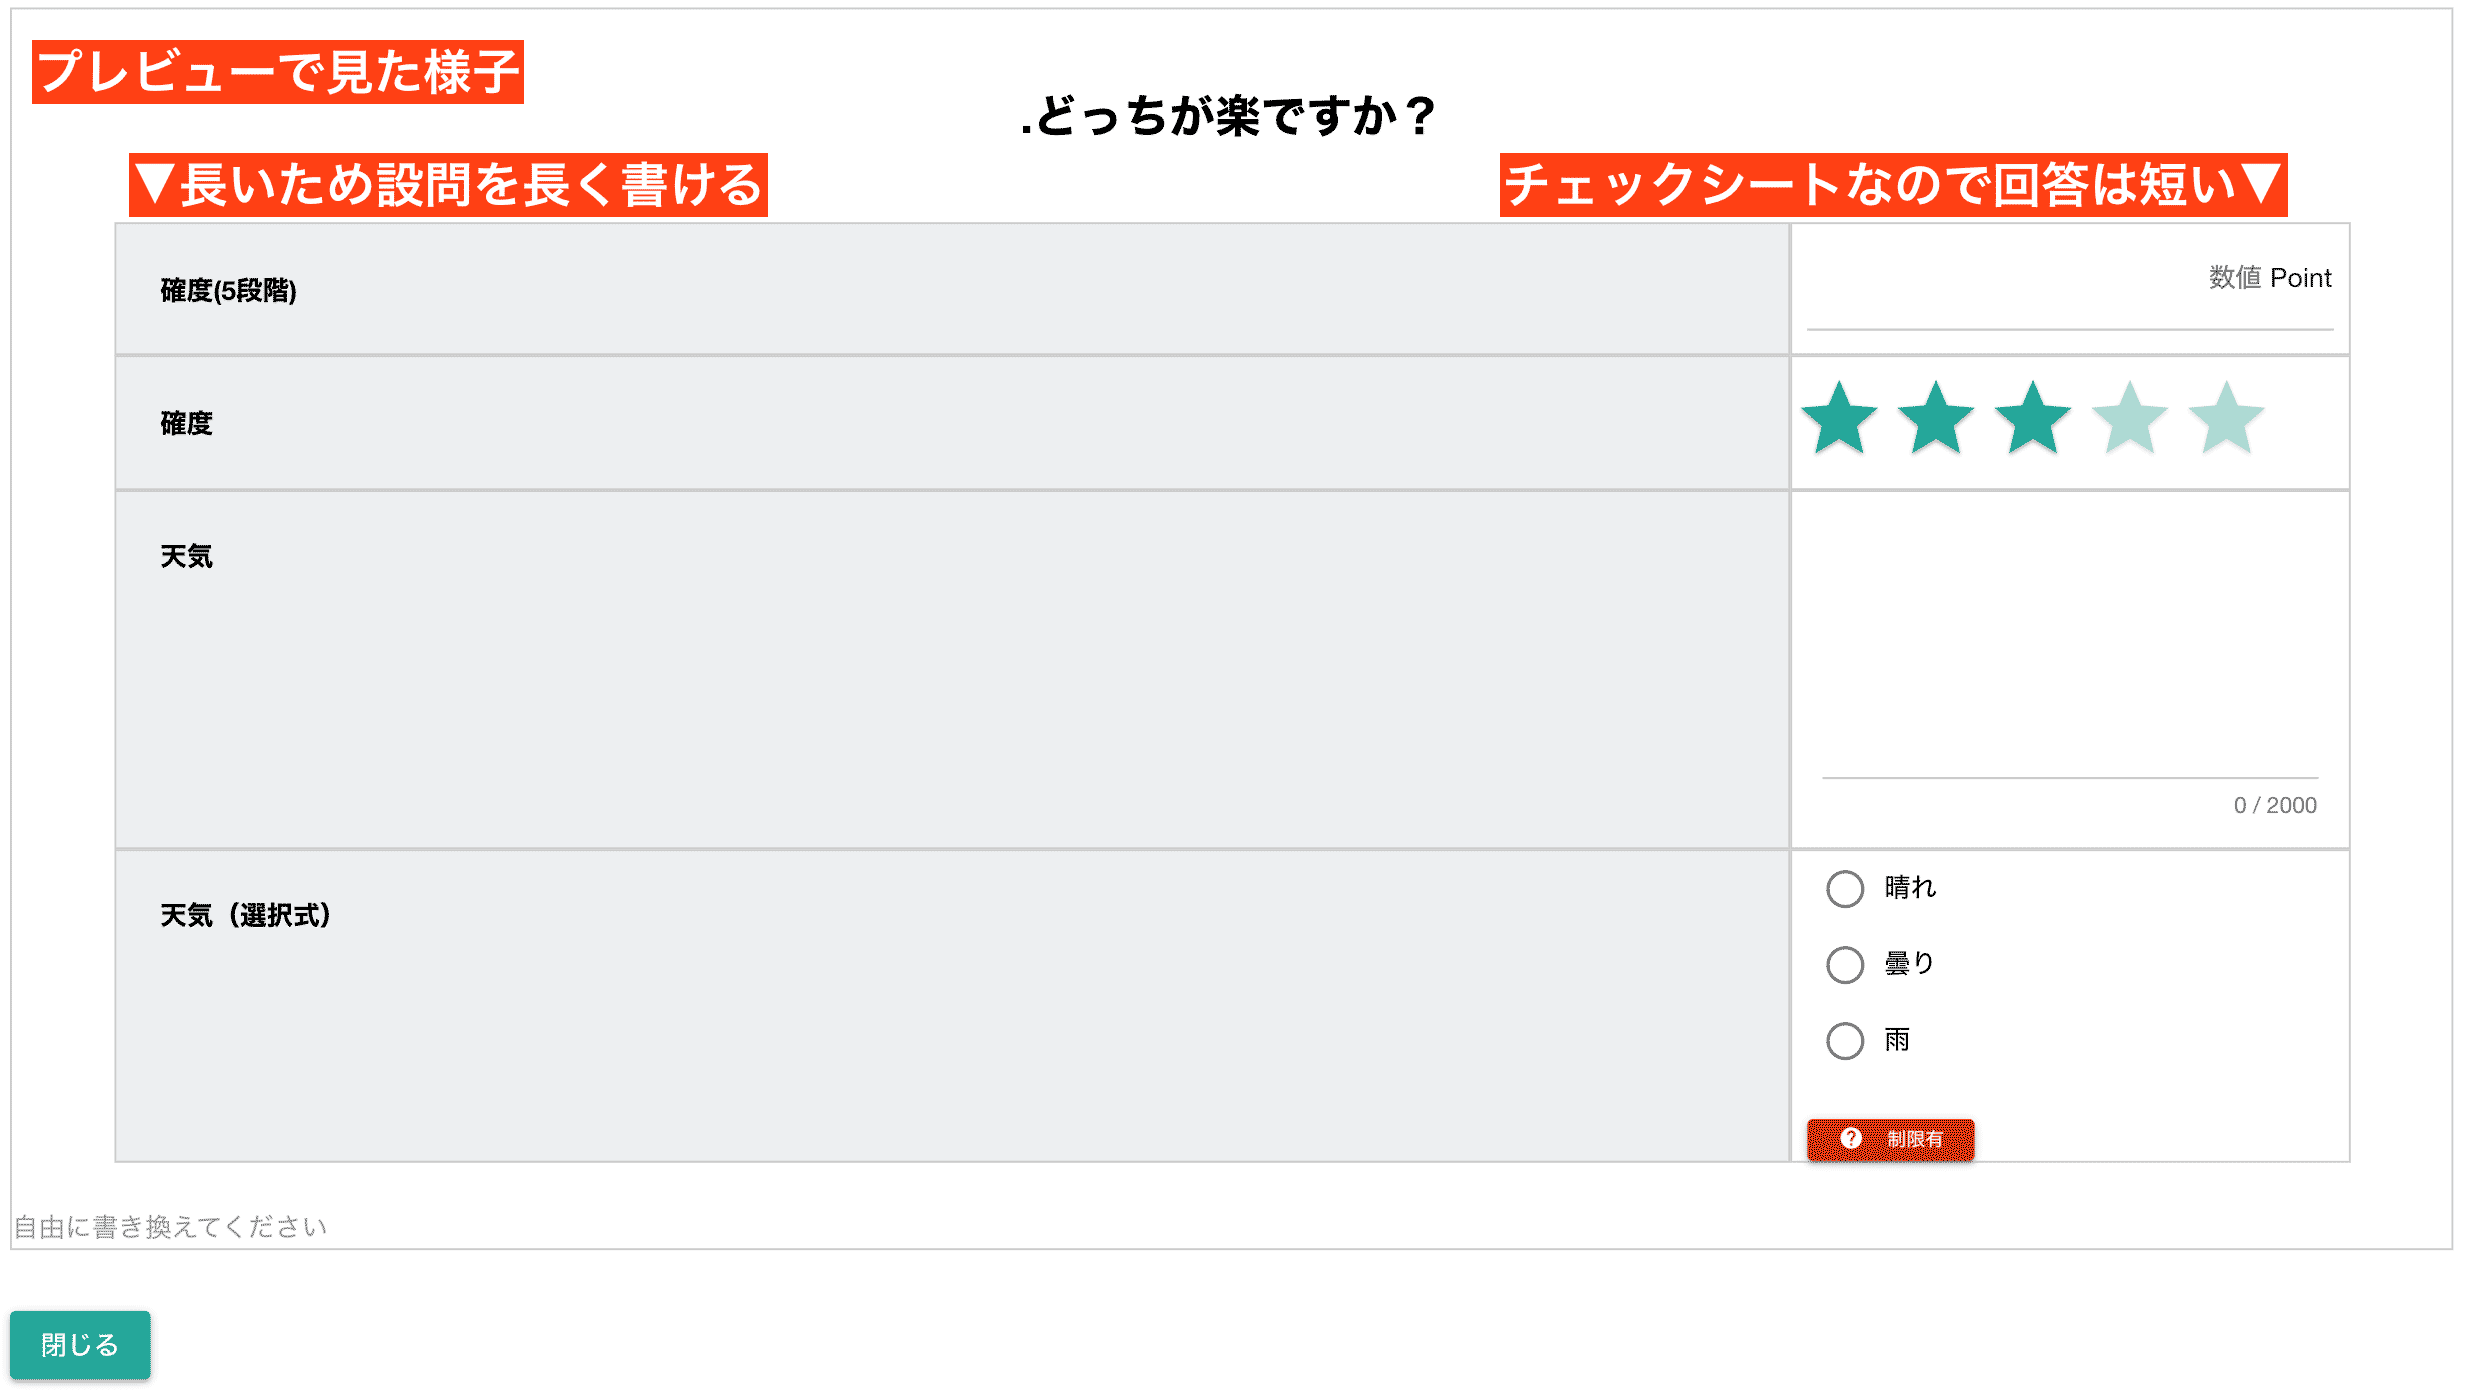 プレビューで見た様子
.どっちが楽ですか？
▼長いため設問を長く書ける
チェックシートなので回答は短い▼
確度(5段階)
数値 Point
確度
天気
0 / 2000
天気（選択式）
晴れ
曇り
雨
制限有
自由に書き換えてください
閉じる